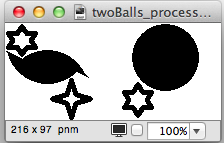 twoBalls_process...
216 x 97 pnm
100%